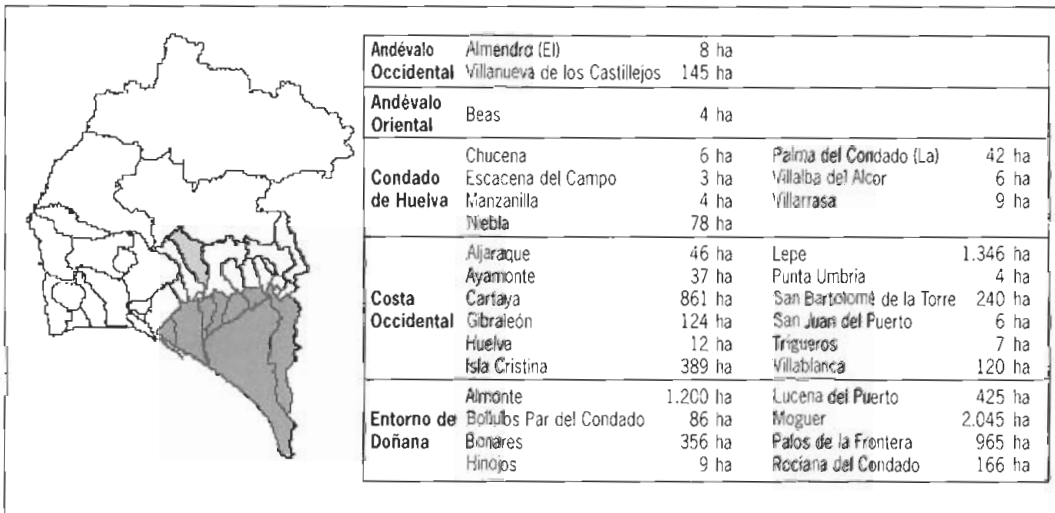 Andévalo Almendro (El) 8 ha
Occidental Villanueva de los Castillejos 145 ha
Andévalo
Oriental Beas 4 ha
Chucena 6 ha Palma del Condado (La) 42 ha
Condado Escacena del Campo 3 ha Villalba del Alcor 6 ha
de Huelva Manzanilla 4 ha Villarrasa 9 ha
Niebla 78 ha
Aljaraque 46 ha Lepe 1.346 ha
Ayamonte 37 ha Punta Umbría 4 ha
Costa Cartaya 861 ha San Bartolomé de la Torre 240 ha
Occidental Gibraleón 124 ha San Juan del Puerto 6 ha
Huelva 12 ha Trigueros 7 ha
Isla Cristina 389 ha Villablanca 120 ha
Almonte 1.200 ha Lucena del Puerto 425 ha
Entorno de Bollulos Par del Condado 86 ha Moguer 2.045 ha
Doñana Bonares 356 ha Palos de la Frontera 965 ha
Hinojos 9 ha Rociana del Condado 166 ha